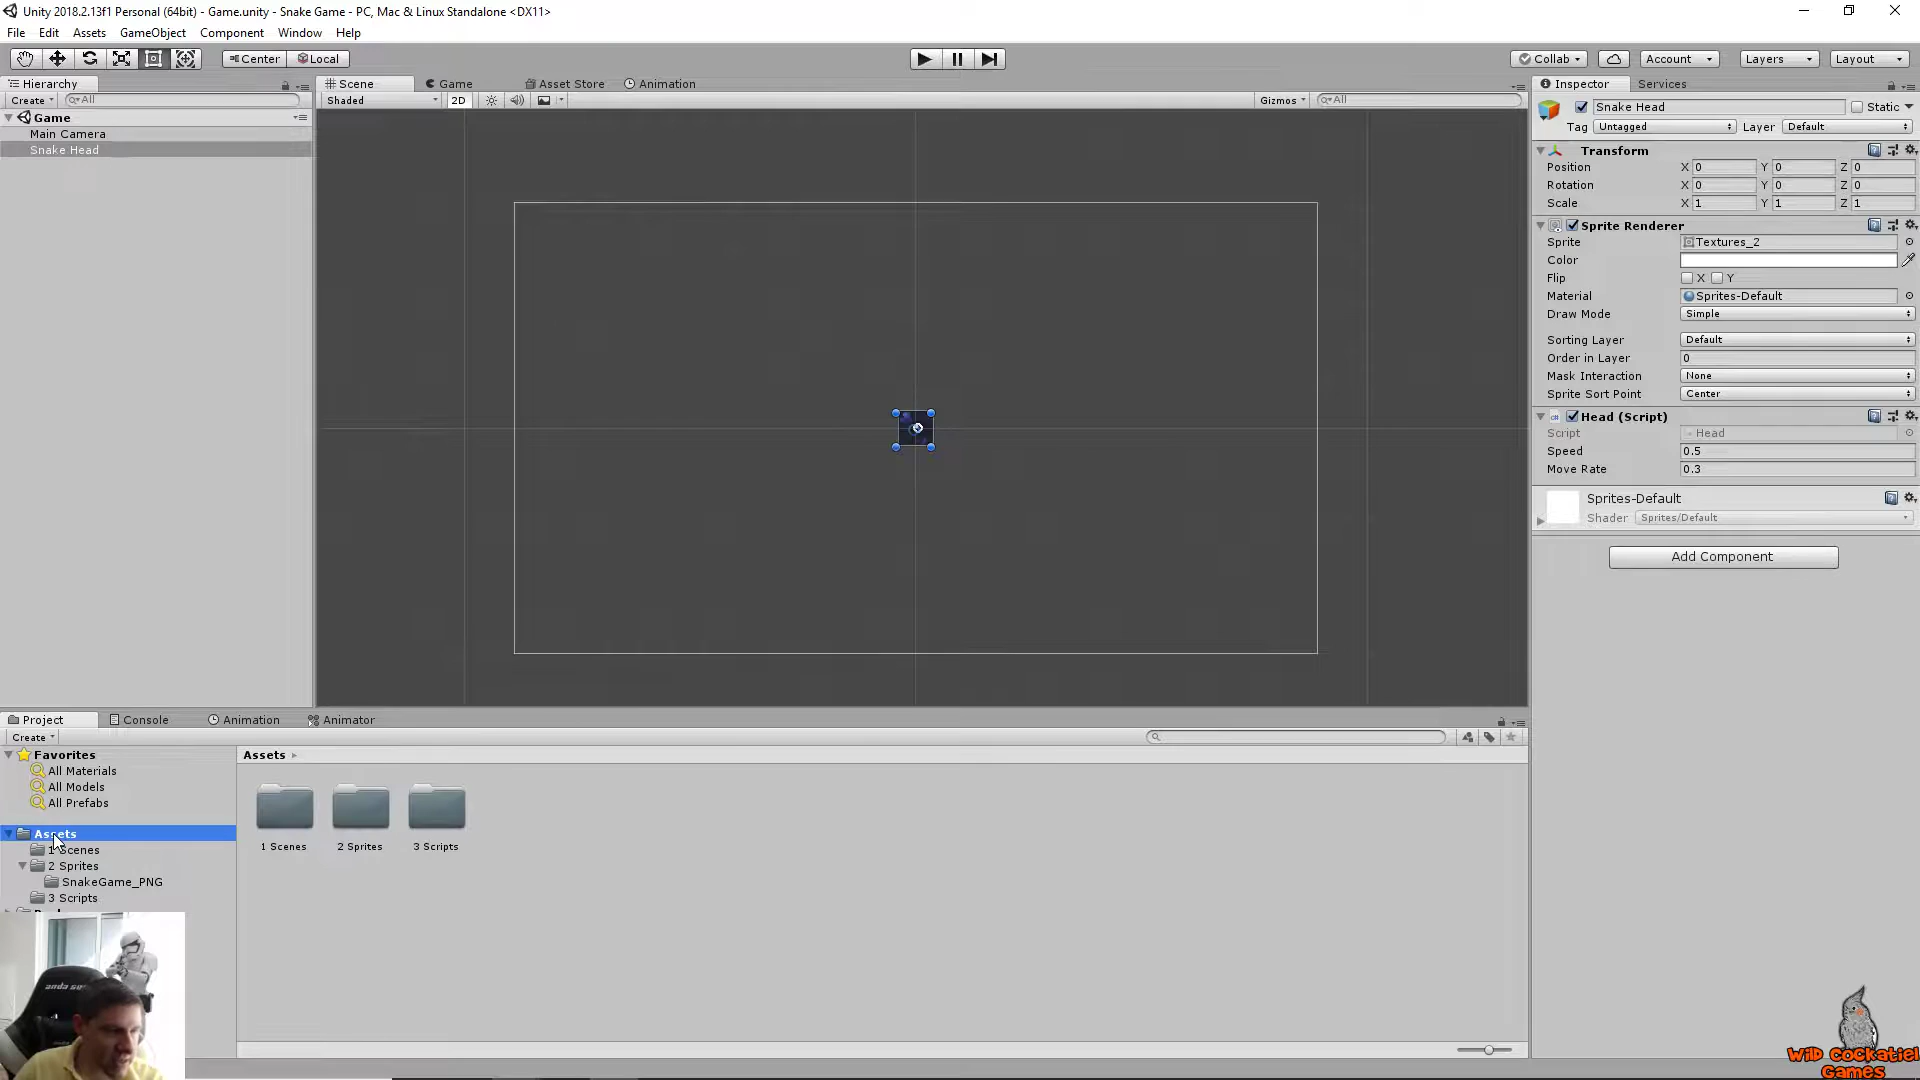 Unity 2018.2.13f1 Personal (64bit) - Game.unity - Snake Game - PC, Mac & Linux Standalone <DX11>
File Edit Assets GameObject Component Window Help
Center Local Collab Account Layers Layout
Hierarchy
Create All
Game
Main Camera
Snake Head
Scene Game Asset Store Animation
Shaded 2D Gizmos All
Inspector Services
Snake Head Static
Tag Untagged Layer Default
Transform
Position X 0 Y 0 Z 0
Rotation X 0 Y 0 Z 0
Scale X 1 Y 1 Z 1
Sprite Renderer
Sprite Textures_2
Color
Flip X Y
Material Sprites-Default
Draw Mode Simple
Sorting Layer Default
Order in Layer 0
Mask Interaction None
Sprite Sort Point Center
Head (Script)
Script Head
Speed 0.5
Move Rate 0.3
Sprites-Default
Shader Sprites/Default
Add Component
Project Console Animation Animator
Create
Favorites
All Materials
All Models
All Prefabs
Assets
1 Scenes
2 Sprites
SnakeGame_PNG
3 Scripts
Assets
1 Scenes 2 Sprites 3 Scripts
Wild Cockatiel
Games